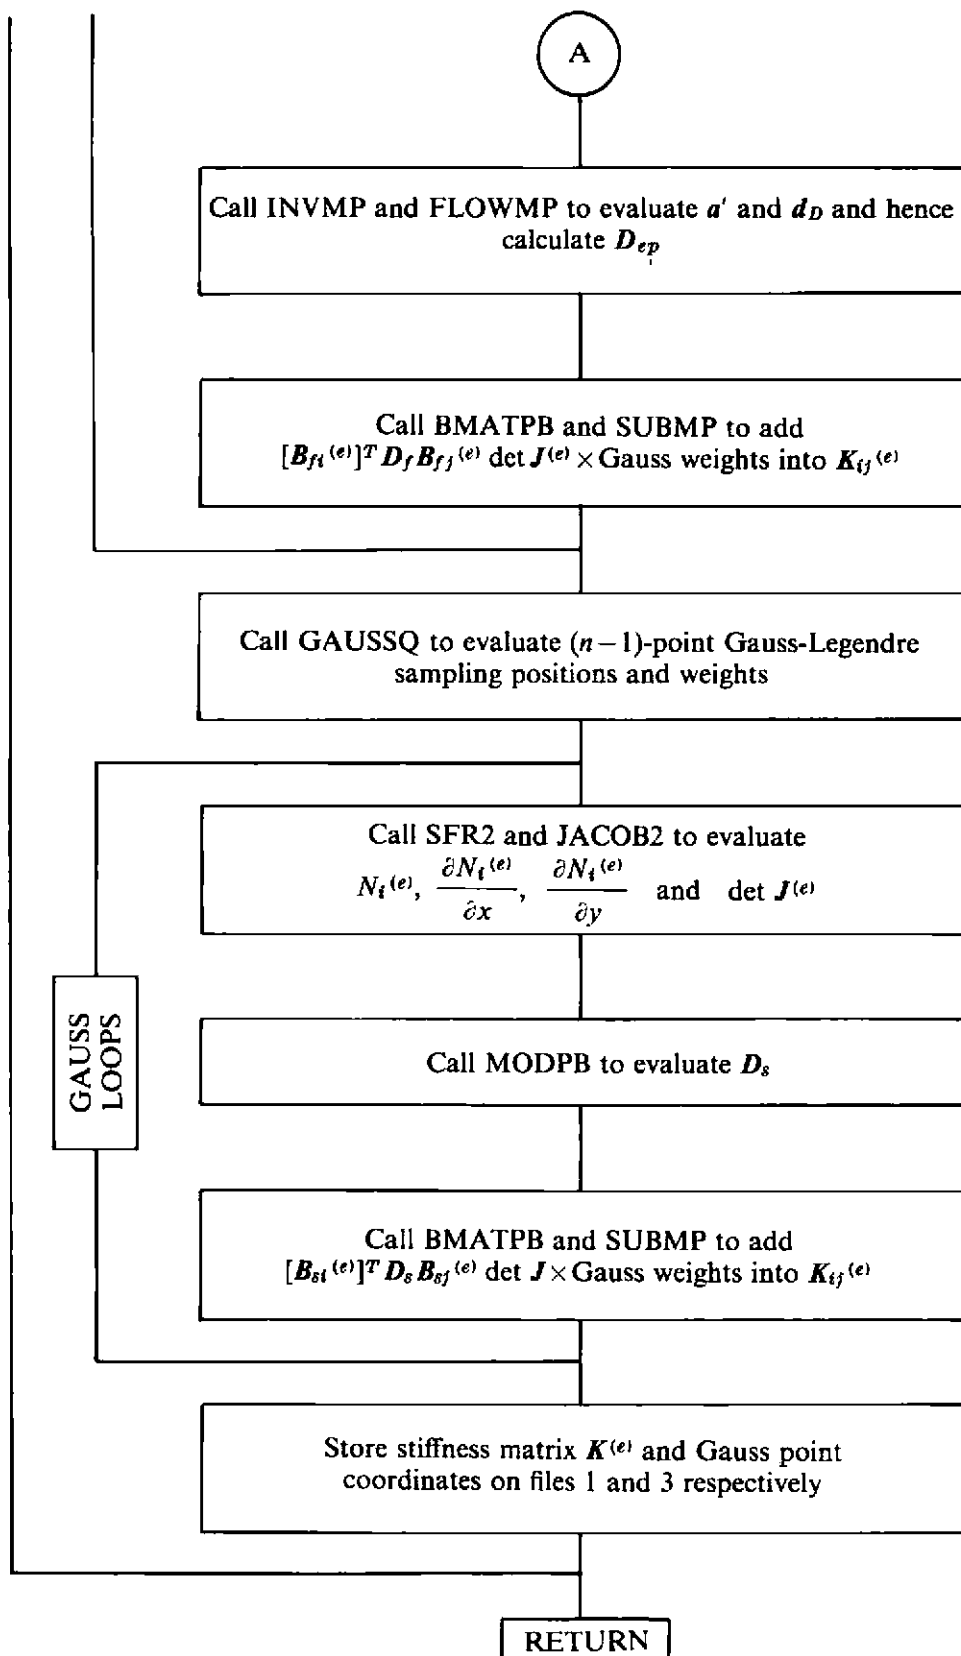 A
Call INVMP and FLOWMP to evaluate a′ and d_D and hence
calculate D_ep
Call BMATPB and SUBMP to add
[B_fi^(e)]^T D_f B_fj^(e) det J^(e) × Gauss weights into K_ij^(e)
Call GAUSSQ to evaluate (n−1)-point Gauss-Legendre
sampling positions and weights
Call SFR2 and JACOB2 to evaluate
N_i^(e), ∂N_i^(e)/∂x, ∂N_i^(e)/∂y and det J^(e)
GAUSS
LOOPS
Call MODPB to evaluate D_s
Call BMATPB and SUBMP to add
[B_si^(e)]^T D_s B_sj^(e) det J × Gauss weights into K_ij^(e)
Store stiffness matrix K^(e) and Gauss point
coordinates on files 1 and 3 respectively
RETURN